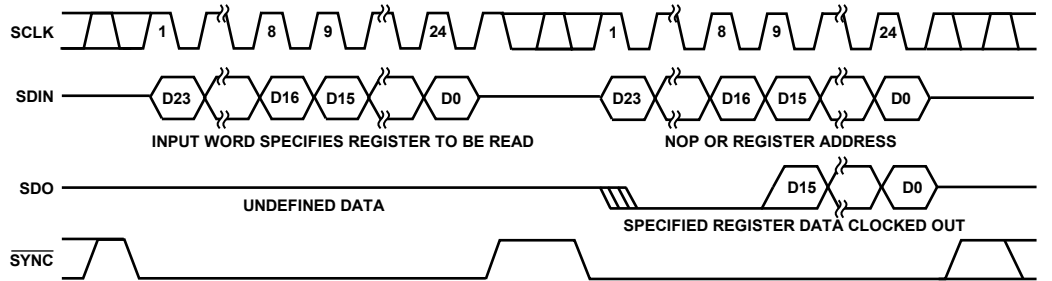 SCLK 1 8 9 24 1 8 9 24
SDIN D23 D16 D15 D0 D23 D16 D15 D0
INPUT WORD SPECIFIES REGISTER TO BE READ NOP OR REGISTER ADDRESS
SDO D15 D0
UNDEFINED DATA
SPECIFIED REGISTER DATA CLOCKED OUT
SYNC